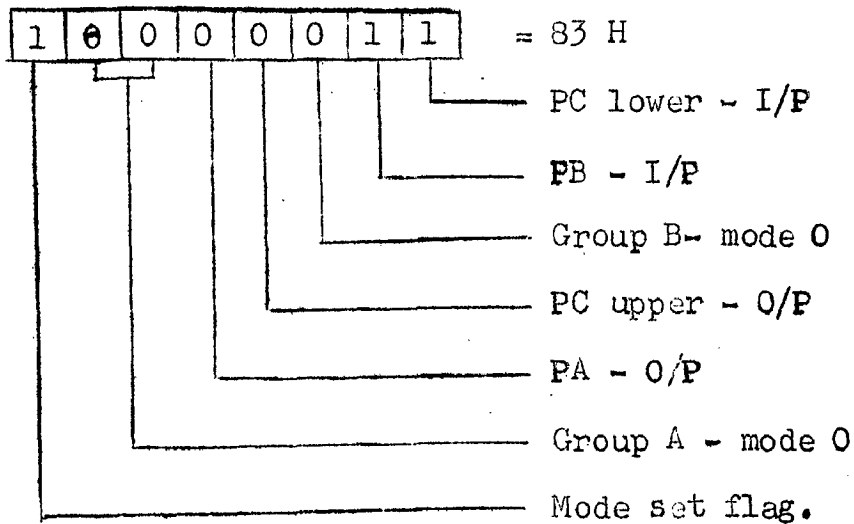 1 0 0 0 0 0 1 1 = 83 H
PC lower - I/P
PB - I/P
Group B- mode 0
PC upper - O/P
PA - O/P
Group A - mode 0
Mode set flag.